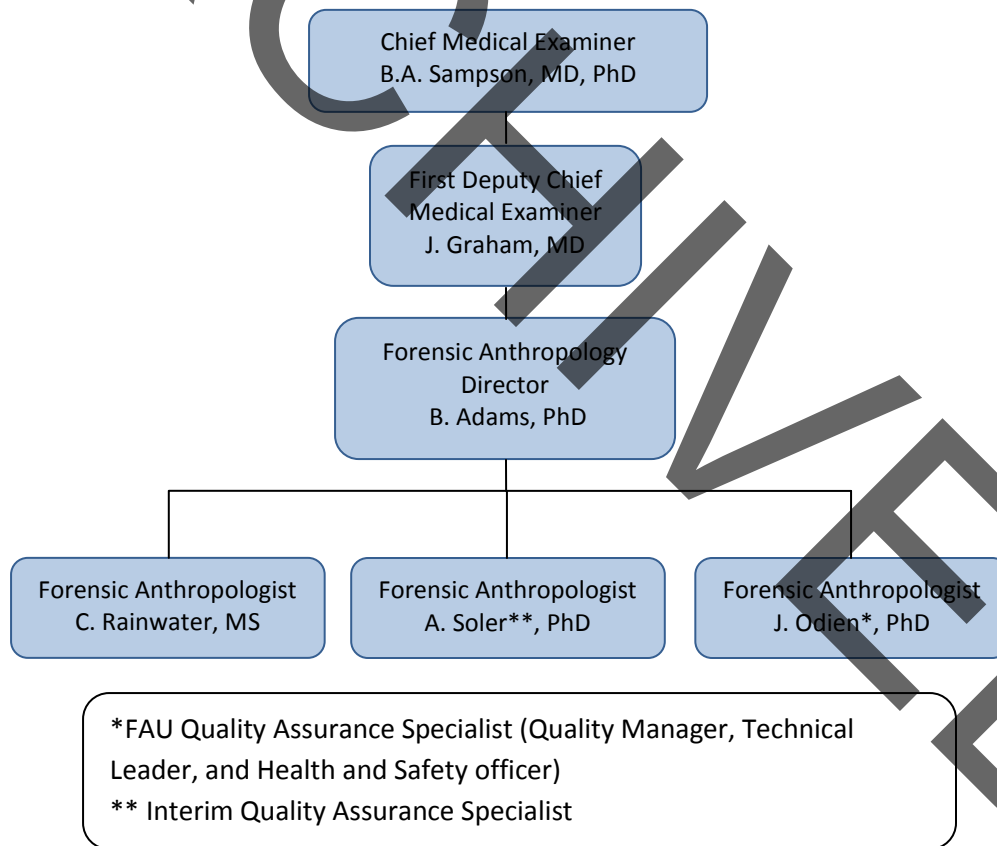 Chief Medical Examiner
B.A. Sampson, MD, PhD
First Deputy Chief
Medical Examiner
J. Graham, MD
Forensic Anthropology
Director
B. Adams, PhD
Forensic Anthropologist
C. Rainwater, MS
Forensic Anthropologist
A. Soler**, PhD
Forensic Anthropologist
J. Odien*, PhD
*FAU Quality Assurance Specialist (Quality Manager, Technical
Leader, and Health and Safety officer)
** Interim Quality Assurance Specialist